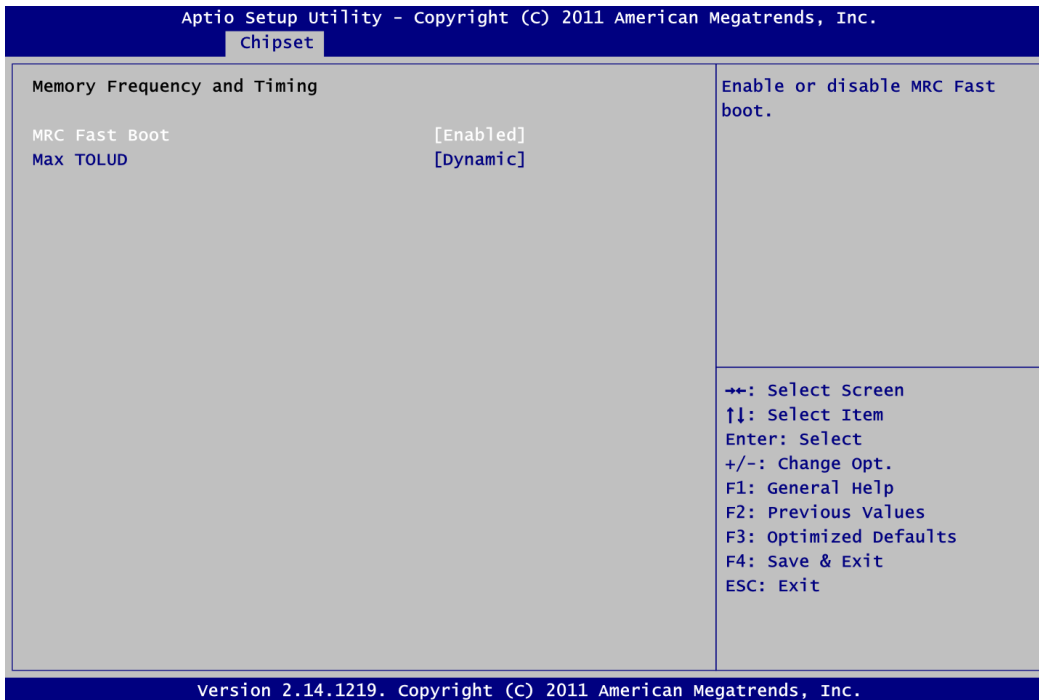 Aptio Setup Utility - Copyright (C) 2011 American Megatrends, Inc.
Chipset
Memory Frequency and Timing
MRC Fast Boot [Enabled]
Max TOLUD [Dynamic]
Enable or disable MRC Fast
boot.
→←: Select Screen
↑↓: Select Item
Enter: Select
+/-: Change Opt.
F1: General Help
F2: Previous Values
F3: Optimized Defaults
F4: Save & Exit
ESC: Exit
Version 2.14.1219. Copyright (C) 2011 American Megatrends, Inc.